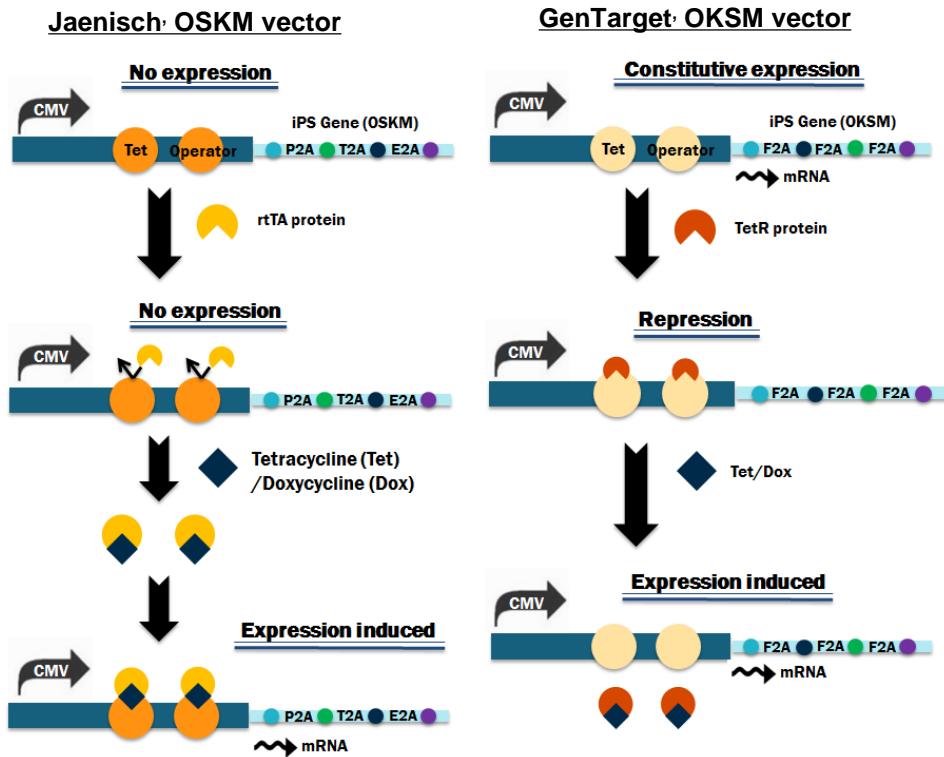 Jaenisch, OSKM vector
No expression
CMV
iPS Gene (OSKM)
Tet Operator P2A T2A E2A
rtTA protein
No expression
CMV
P2A T2A E2A
Tetracycline (Tet)
/Doxycycline (Dox)
Expression induced
CMV
P2A T2A E2A
mRNA
GenTarget, OKSM vector
Constitutive expression
CMV
iPS Gene (OKSM)
Tet Operator F2A F2A F2A
mRNA
TetR protein
Repression
CMV
F2A F2A F2A
Tet/Dox
Expression induced
CMV
F2A F2A F2A
mRNA